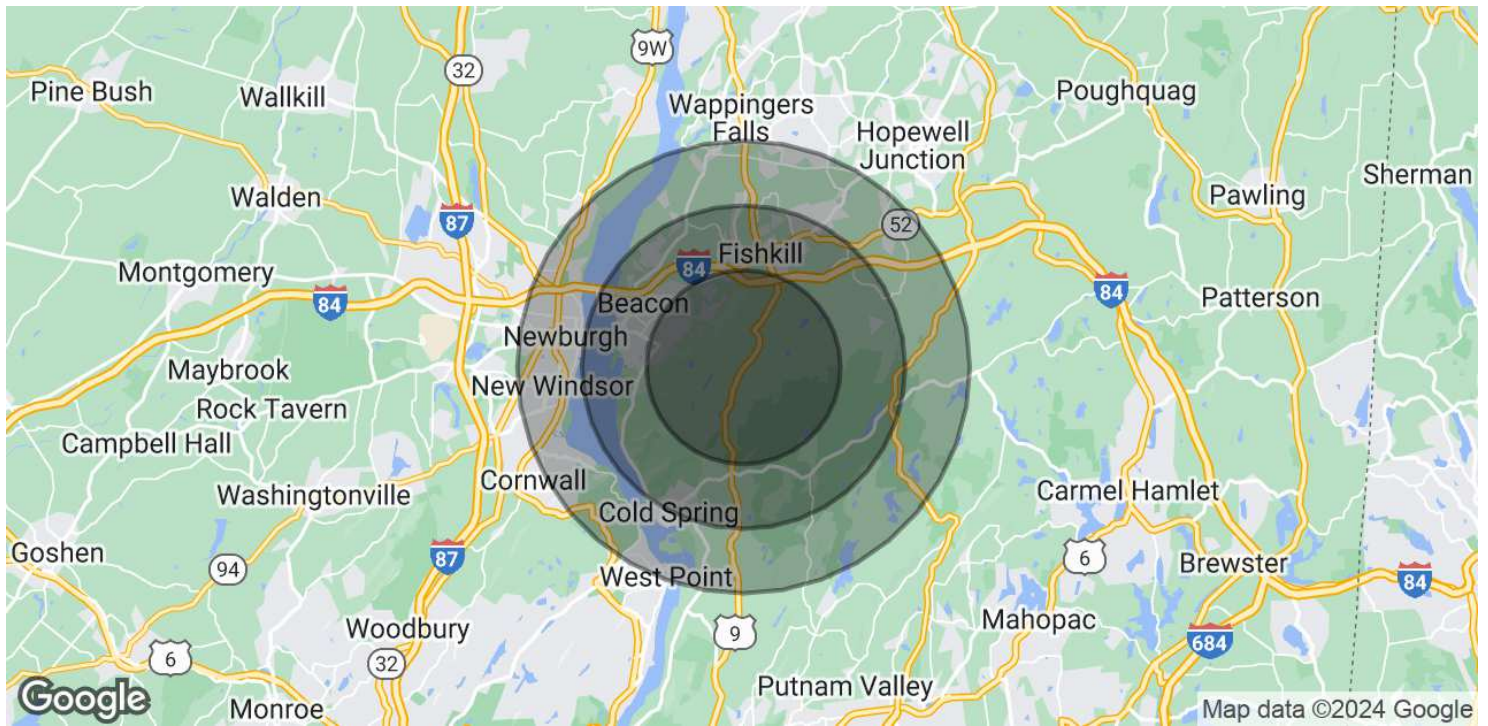 9W
32
Pine Bush
Wallkill
Poughquag
Wappingers
Falls
Hopewell
Junction
Sherman
Walden
Pawling
87
52
Fishkill
84
Montgomery
84
84
Beacon
Patterson
Newburgh
Maybrook
New Windsor
Rock Tavern
Campbell Hall
Cornwall
Washingtonville
Carmel Hamlet
Cold Spring
Goshen
87
94
6
Brewster
West Point
84
Mahopac
Woodbury
9
684
32
6
Putnam Valley
Google
Monroe
Map data ©2024 Google